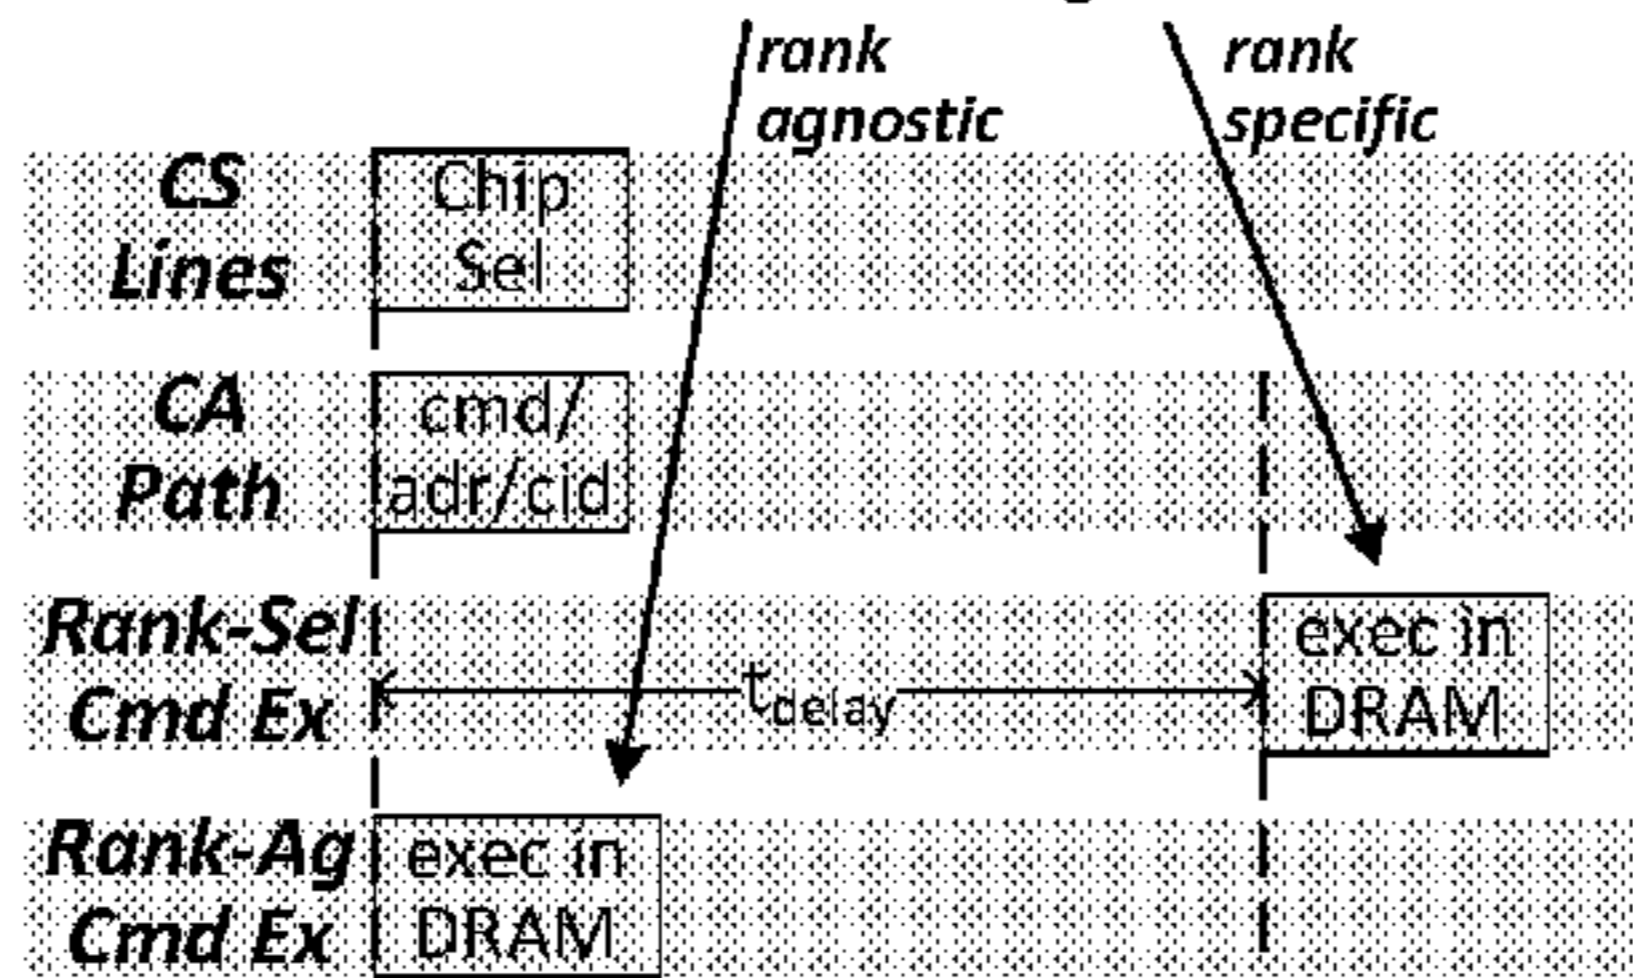 rank
agnostic
rank
specific
CS
Lines
Chip
Sel
CA
Path
cmd/
adr/cid
Rank-Sel
Cmd Ex
tdelay
exec in
DRAM
Rank-Ag
Cmd Ex
exec in
DRAM